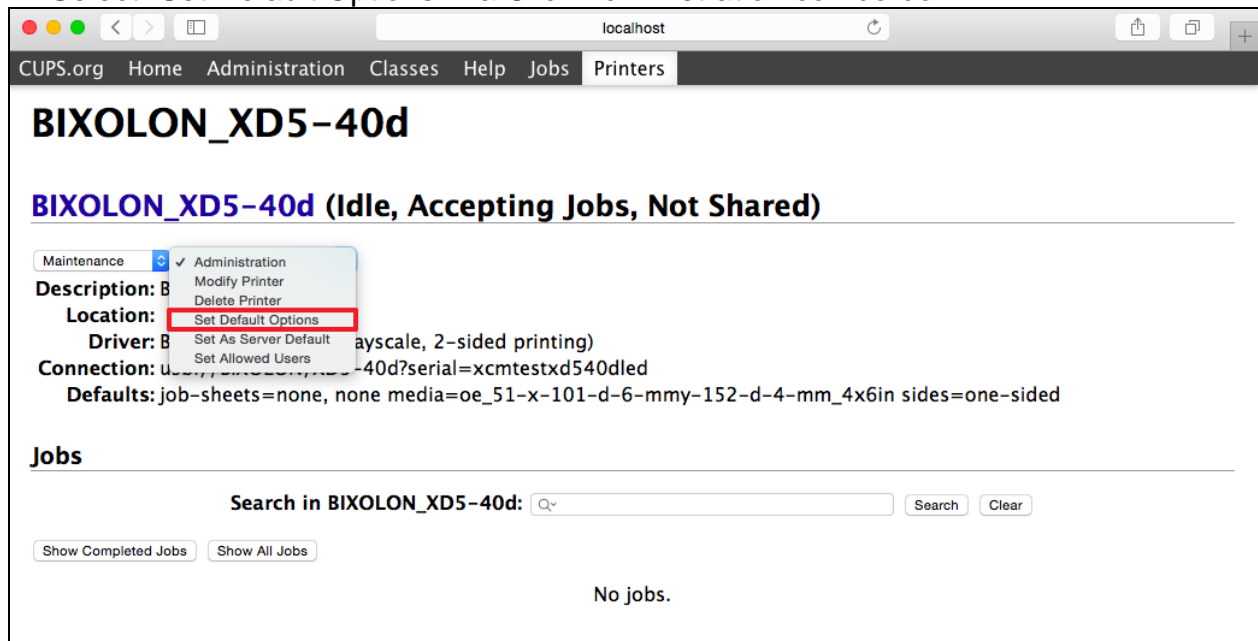 localhost
CUPS.org Home Administration Classes Help Jobs Printers
BIXOLON_XD5-40d
BIXOLON_XD5-40d (Idle, Accepting Jobs, Not Shared)
Maintenance ✓ Administration
Modify Printer
Delete Printer
Set Default Options
Set As Server Default
Set Allowed Users
Description: B
Location:
Driver: B ayscale, 2-sided printing)
Connection: -40d?serial=xcmtestxd540dled
Defaults: job-sheets=none, none media=oe_51-x-101-d-6-mmy-152-d-4-mm_4x6in sides=one-sided
Jobs
Search in BIXOLON_XD5-40d: Search Clear
Show Completed Jobs Show All Jobs
No jobs.